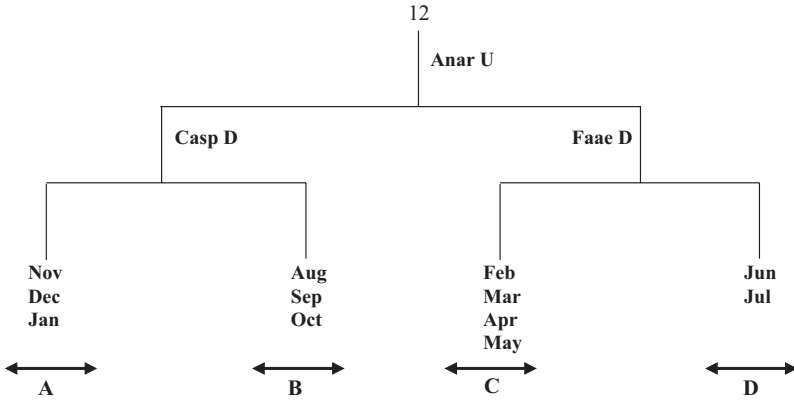 12
Anar U
Casp D
Faae D
Nov
Dec
Jan
Aug
Sep
Oct
Feb
Mar
Apr
May
Jun
Jul
A
B
C
D